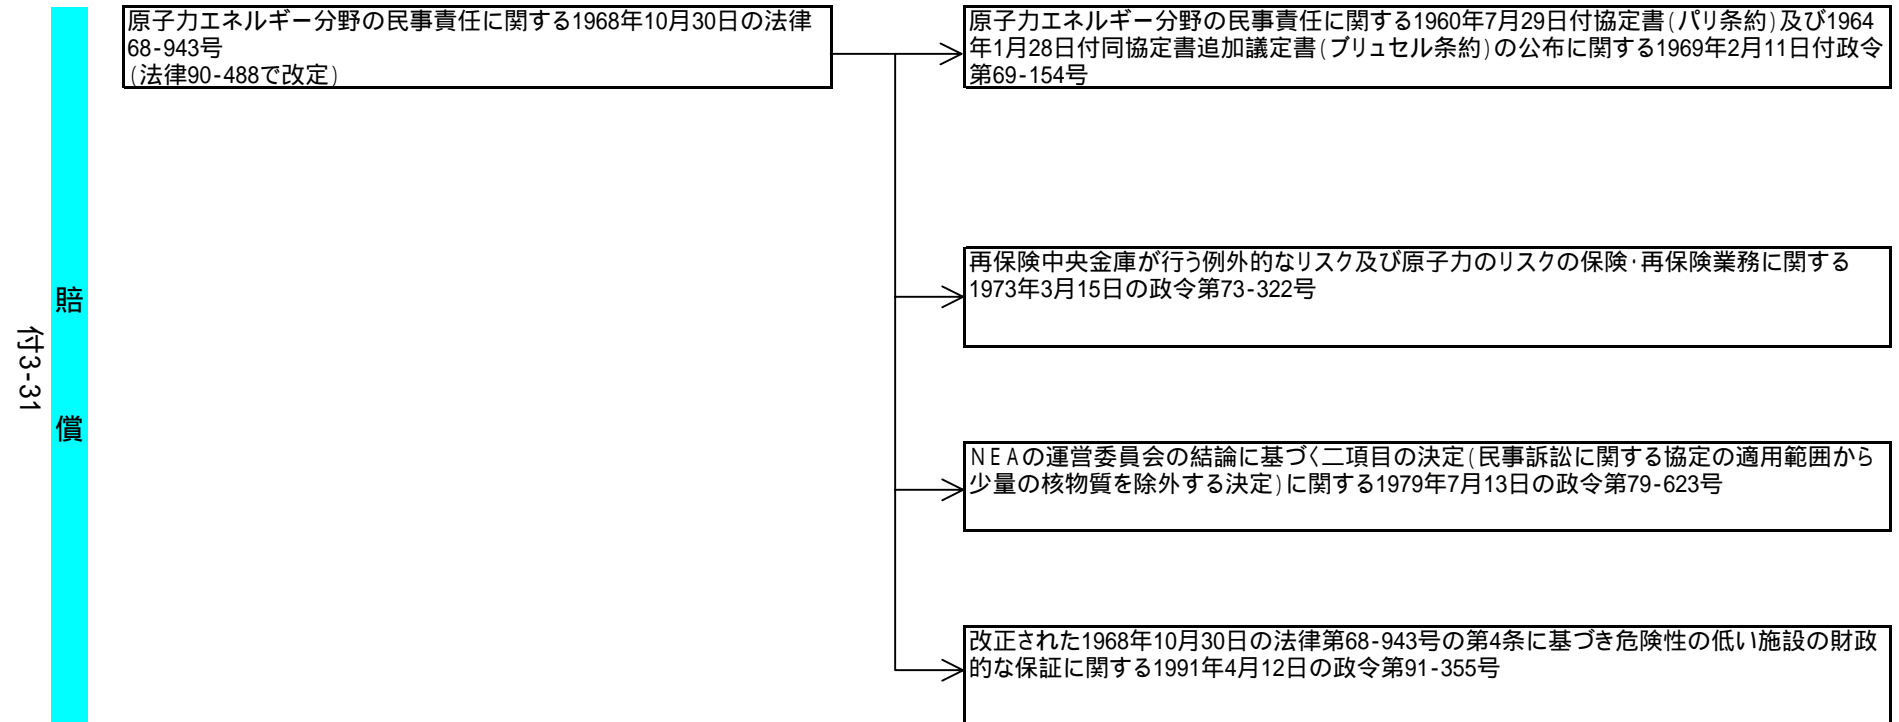 原子力エネルギー分野の民事責任に関する1968年10月30日の法律
68-943号
(法律90-488で改定)
原子力エネルギー分野の民事責任に関する1960年7月29日付協定書(パリ条約)及び1964
年1月28日付同協定書追加議定書(ブリュセル条約)の公布に関する1969年2月11日付政令
第69-154号
再保険中央金庫が行う例外的なリスク及び原子力のリスクの保険・再保険業務に関する
1973年3月15日の政令第73-322号
NEAの運営委員会の結論に基づく二項目の決定(民事訴訟に関する協定の適用範囲から
少量の核物質を除外する決定)に関する1979年7月13日の政令第79-623号
改正された1968年10月30日の法律第68-943号の第4条に基づき危険性の低い施設の財政
的な保証に関する1991年4月12日の政令第91-355号
賠償
付3-31